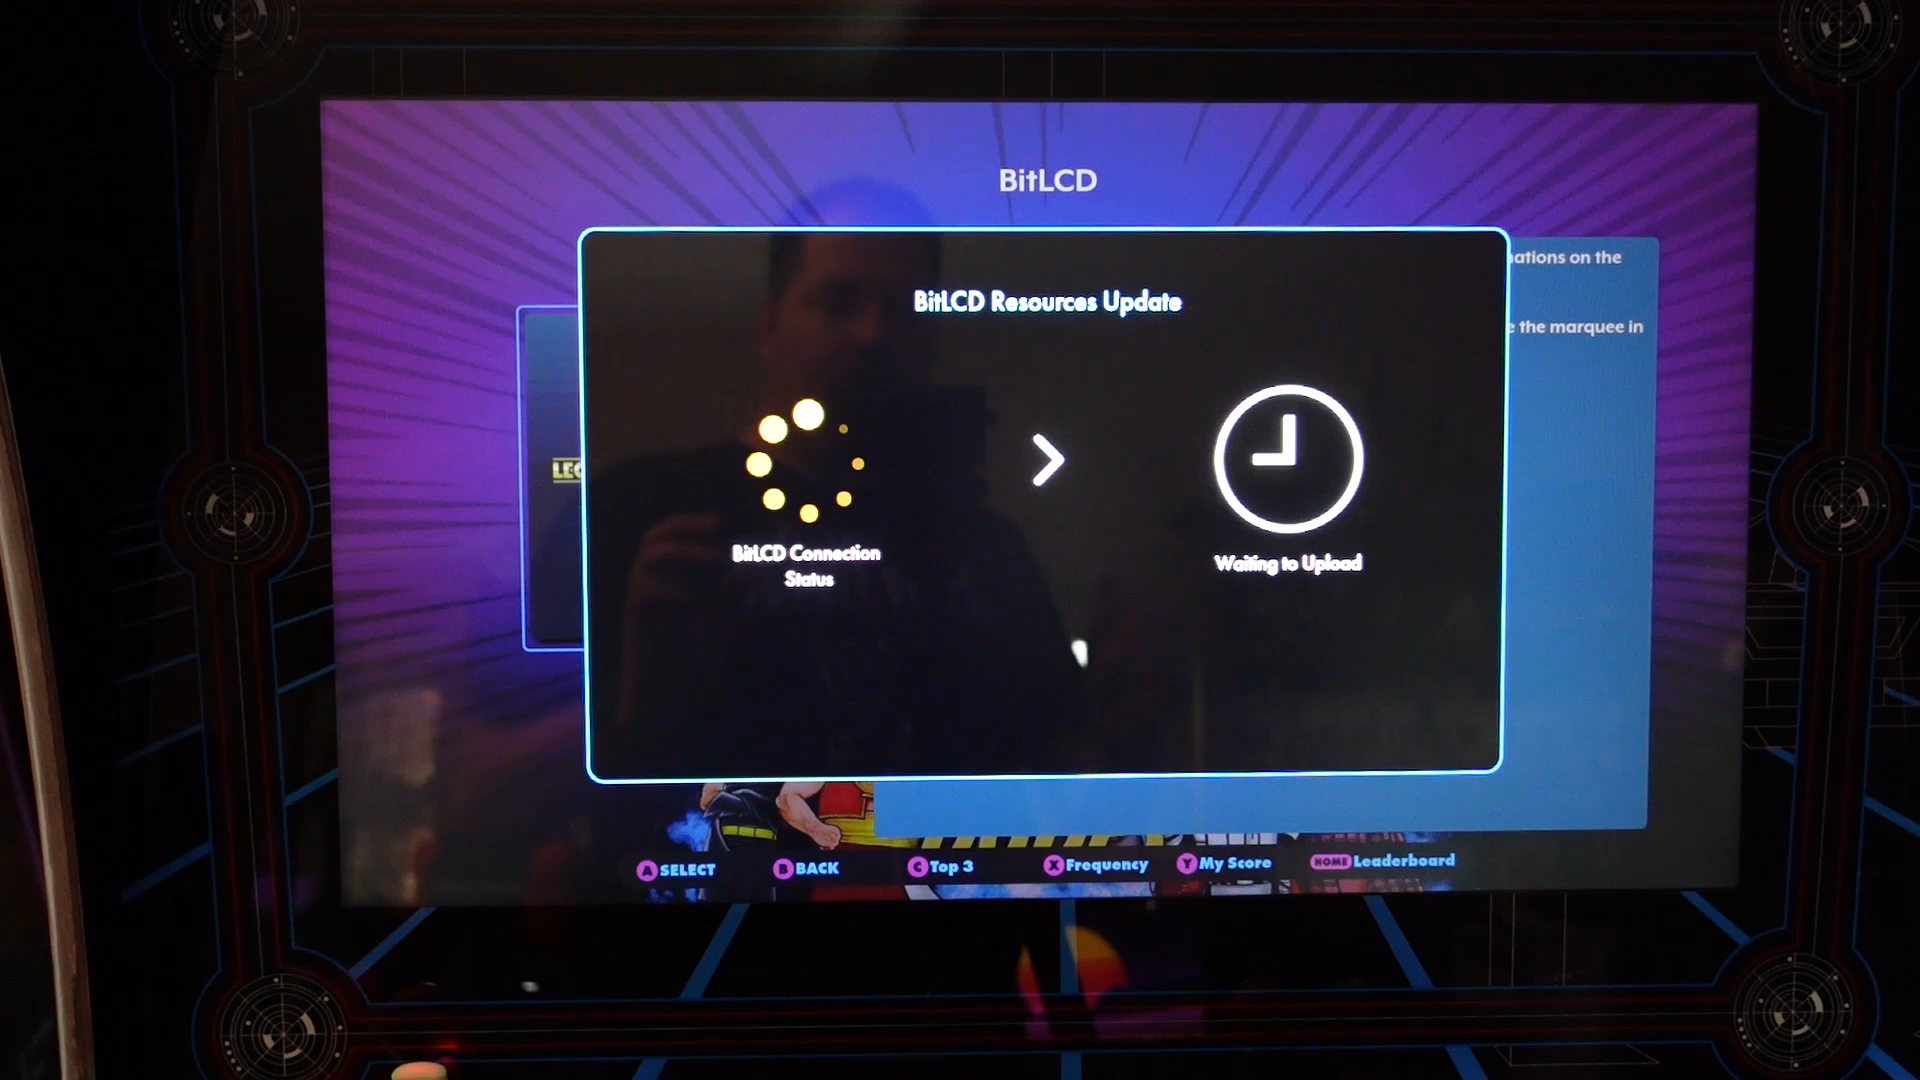 BitLCD
ations on the
BitLCD Resources Update
e the marquee in
LEG
BitLCD Connection
Status
Waiting to Upload
A SELECT
B BACK
C Top 3
X Frequency
Y My Score
HOME Leaderboard